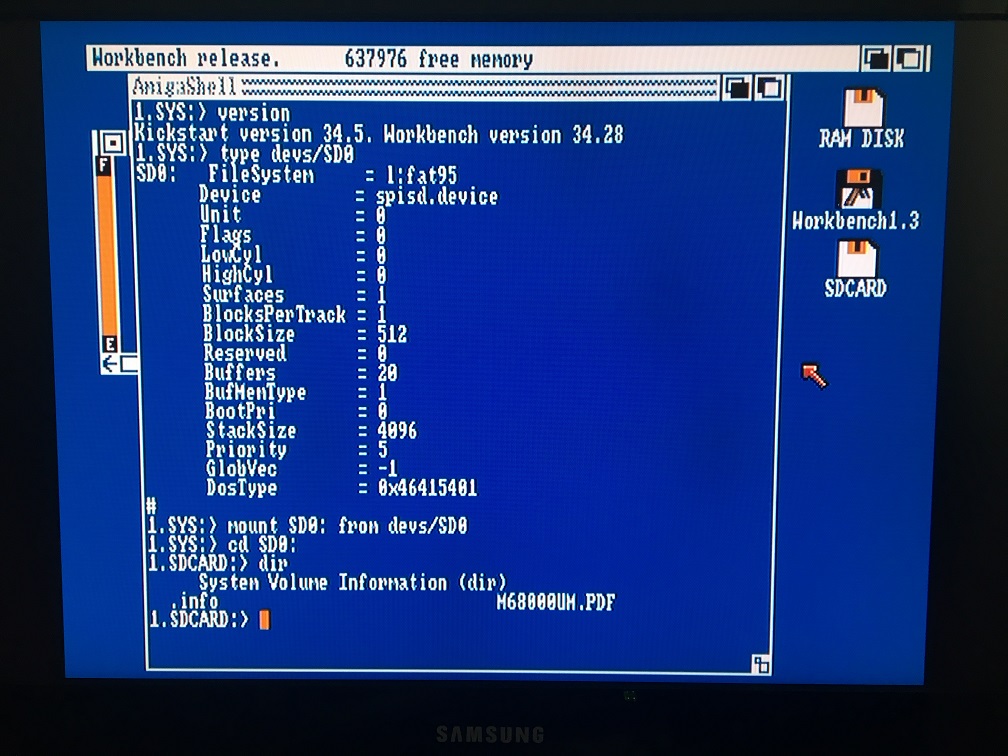 Workbench release. 637976 free memory
AmigaShell
1.SYS:> version
Kickstart version 34.5. Workbench version 34.28
1.SYS:> type devs/SD0
SD0: FileSystem = l:fat95
Device = spisd.device
Unit = 0
Flags = 0
LowCyl = 0
HighCyl = 0
Surfaces = 1
BlocksPerTrack = 1
BlockSize = 512
Reserved = 0
Buffers = 20
BufMemType = 1
BootPri = 0
StackSize = 4096
Priority = 5
GlobVec = -1
DosType = 0x46415401
#
1.SYS:> mount SD0: from devs/SD0
1.SYS:> cd SD0:
1.SDCARD:> dir
System Volume Information (dir)
.info M68000UM.PDF
1.SDCARD:>
F
E
RAM DISK
Workbench1.3
SDCARD
SAMSUNG